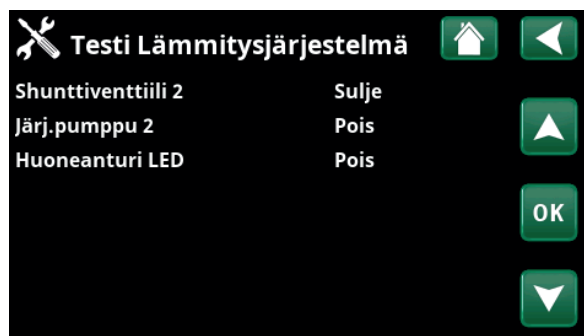 Testi Lämmitysjärjestelmä
Shunttiventtiili 2 Sulje
Järj.pumppu 2 Pois
Huoneanturi LED Pois
OK